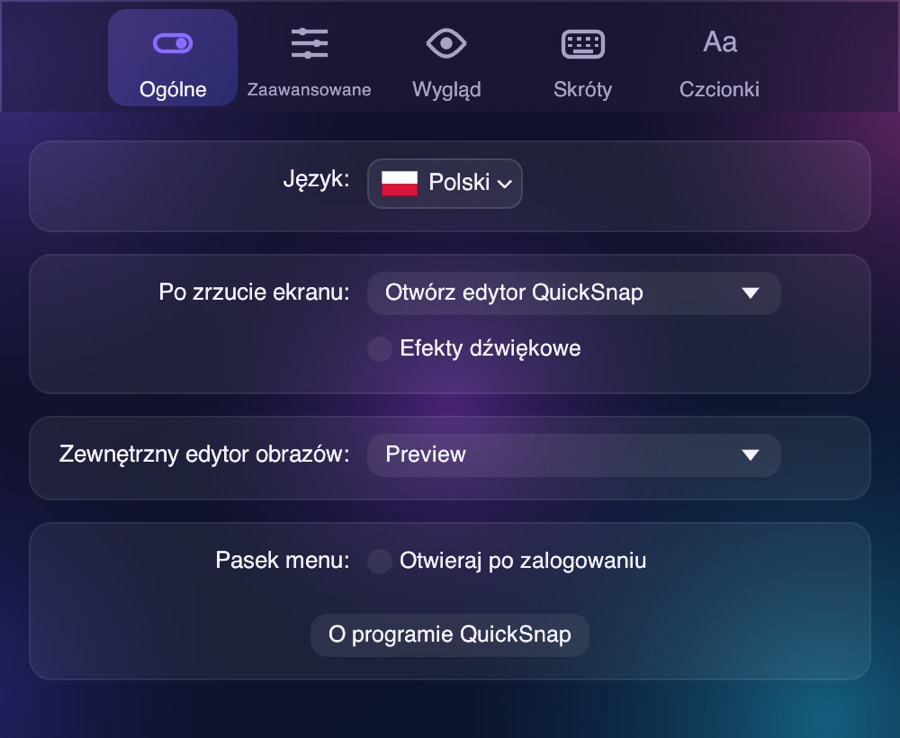 Ogólne
Zaawansowane
Wygląd
Skróty
Aa
Czcionki
Język:
Polski
Po zrzucie ekranu:
Otwórz edytor QuickSnap
Efekty dźwiękowe
Zewnętrzny edytor obrazów:
Preview
Pasek menu:
Otwieraj po zalogowaniu
O programie QuickSnap